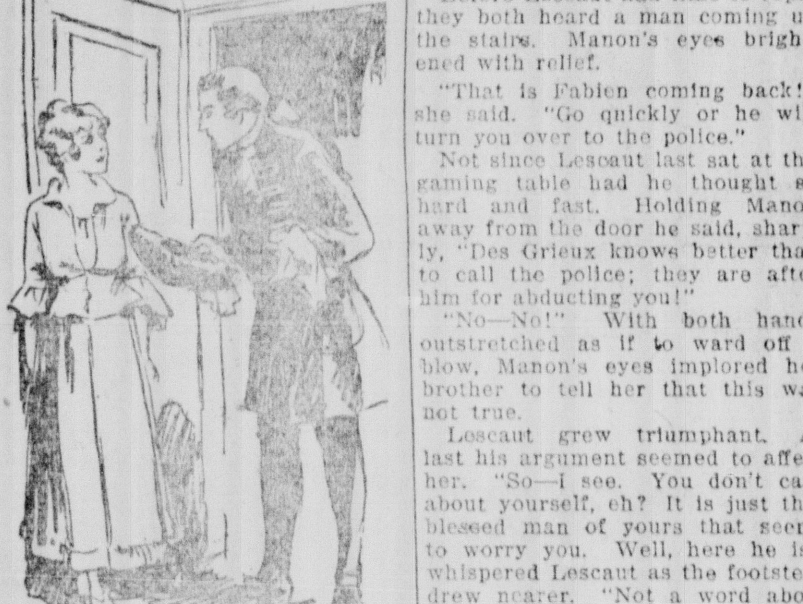 they both heard a man coming u
the stairs. Manon's eyes brigh
ened with relief.
"That is Fabien coming back!
she said. "Go quickly or he wi
turn you over to the police."
Not since Lescaut last sat at th
gaming table had he thought s
hard and fast. Holding Mano
away from the door he said, shar
ly, "Des Grieux knows better tha
to call the police; they are afte
him for abducting you!"
"No—No!" With both hand
outstretched as if to ward off
blow, Manon's eyes implored he
brother to tell her that this wa
not true.
Lescaut grew triumphant.
last his argument seemed to affe
her. "So—I see. You don't ca
about yourself, eh? It is just th
blessed man of yours that seem
to worry you. Well, here he is
whispered Lescaut as the footste
drew nearer. "Not a word abo